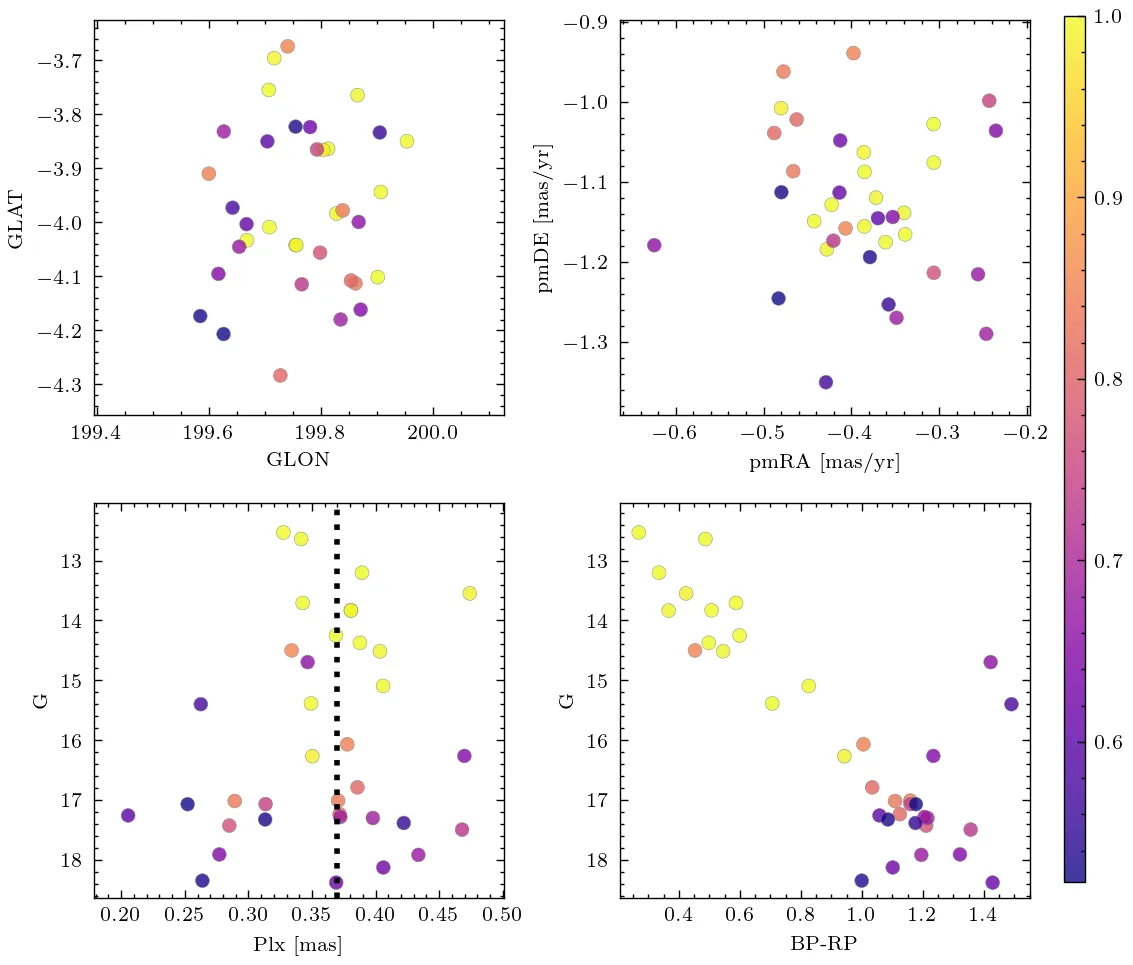 −3.7
−3.8
−3.9
−4.0
−4.1
−4.2
−4.3
GLAT
199.4 199.6 199.8 200.0
GLON
−0.9
−1.0
−1.1
−1.2
−1.3
pmDE [mas/yr]
−0.6 −0.5 −0.4 −0.3 −0.2
pmRA [mas/yr]
13
14
15
16
17
18
G
0.20 0.25 0.30 0.35 0.40 0.45 0.50
Plx [mas]
13
14
15
16
17
18
G
0.4 0.6 0.8 1.0 1.2 1.4
BP-RP
1.0
0.9
0.8
0.7
0.6